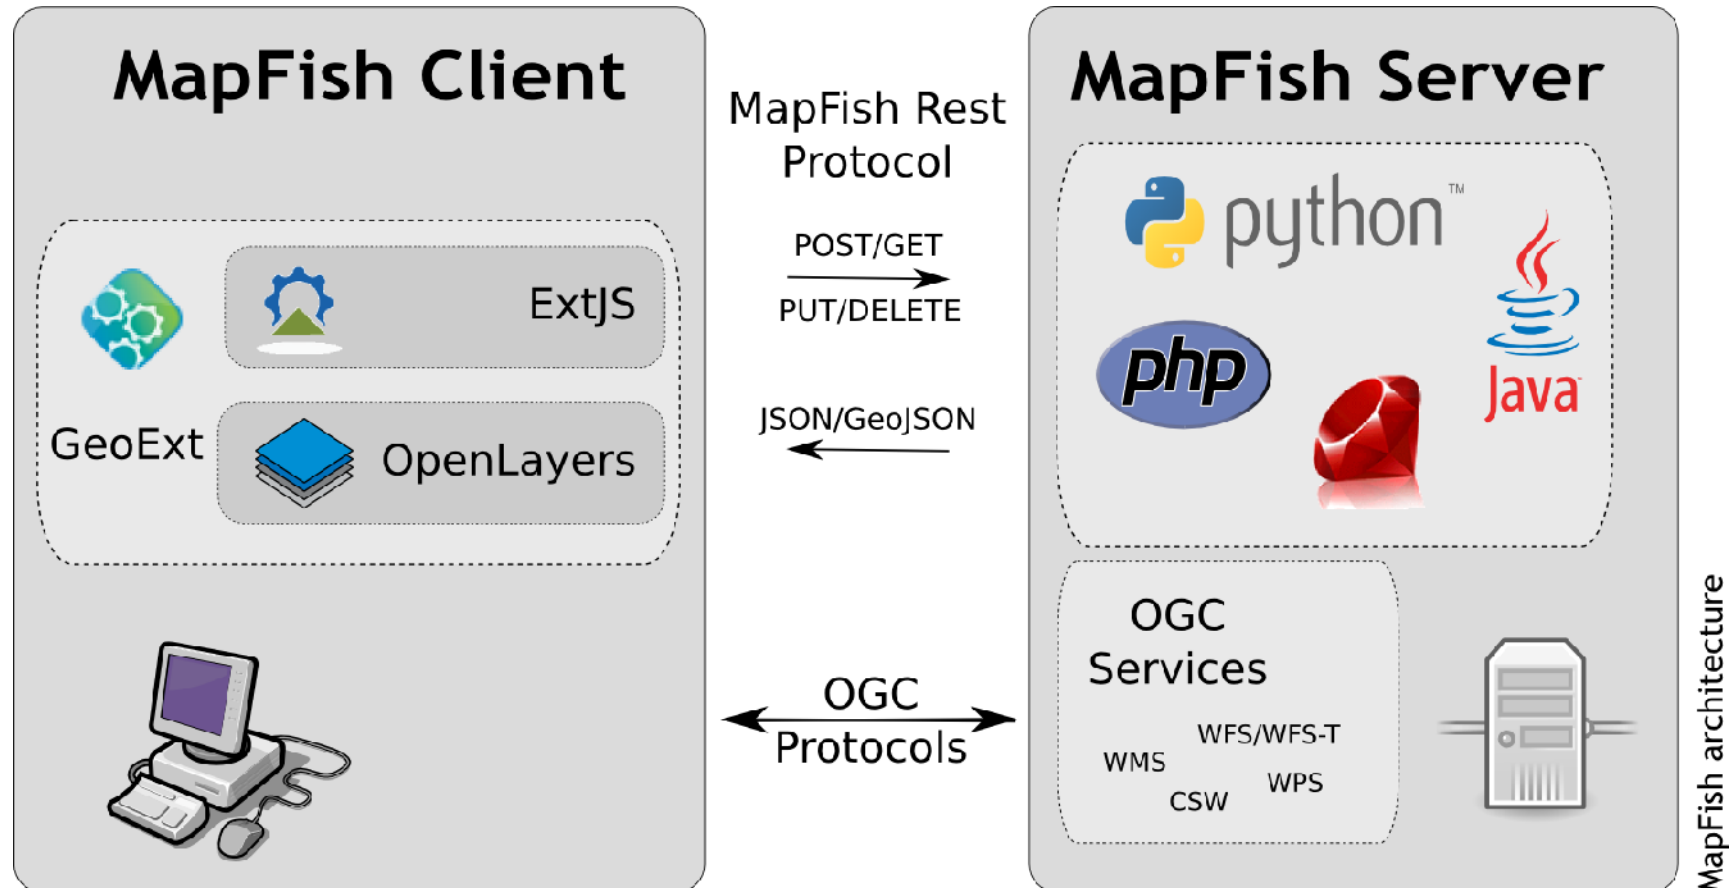 MapFish Client
GeoExt
ExtJS
OpenLayers
MapFish Rest
Protocol
POST/GET
PUT/DELETE
JSON/GeoJSON
OGC
Protocols
MapFish Server
python™
php
Java
OGC
Services
WFS/WFS-T
WMS
WPS
CSW
MapFish architecture